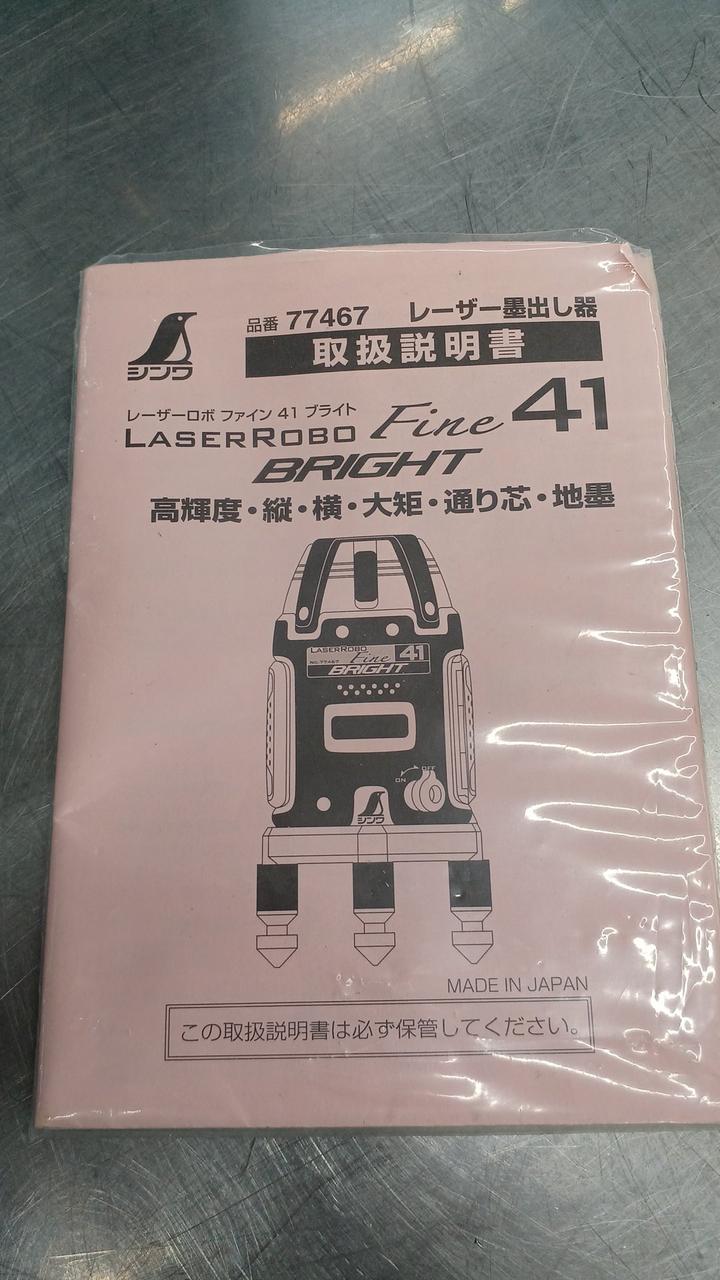 シンワ
品番 77467 レーザー墨出し器
取扱説明書
レーザーロボ ファイン 41 ブライト
LASERROBO Fine 41
BRIGHT
高輝度・縦・横・大矩・通り芯・地墨
LASERROBO Fine 41
No.77467
BRIGHT
ON OFF
シンワ
MADE IN JAPAN
この取扱説明書は必ず保管してください。